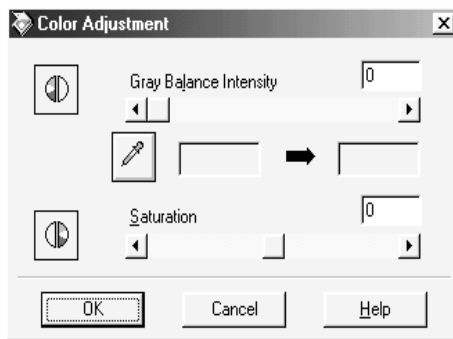 Color Adjustment
Gray Balance Intensity 0
Saturation 0
OK Cancel Help